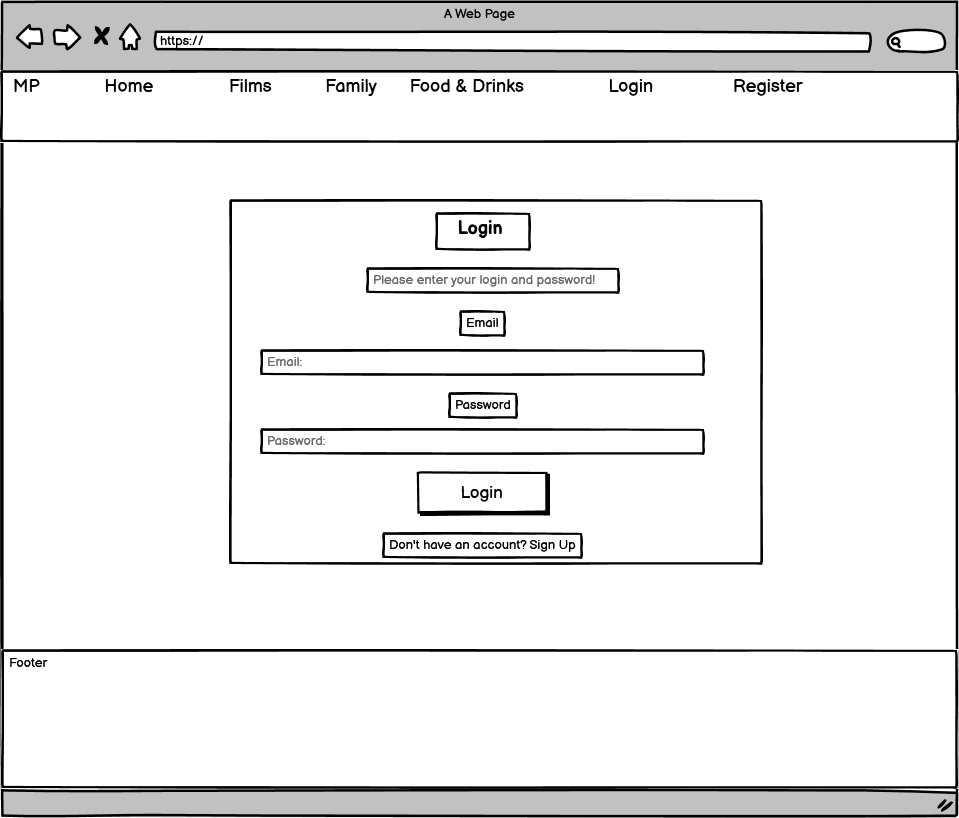 A Web Page
https://
MP Home Films Family Food & Drinks Login Register
Login
Please enter your login and password!
Email
Email:
Password
Password:
Login
Don't have an account? Sign Up
Footer